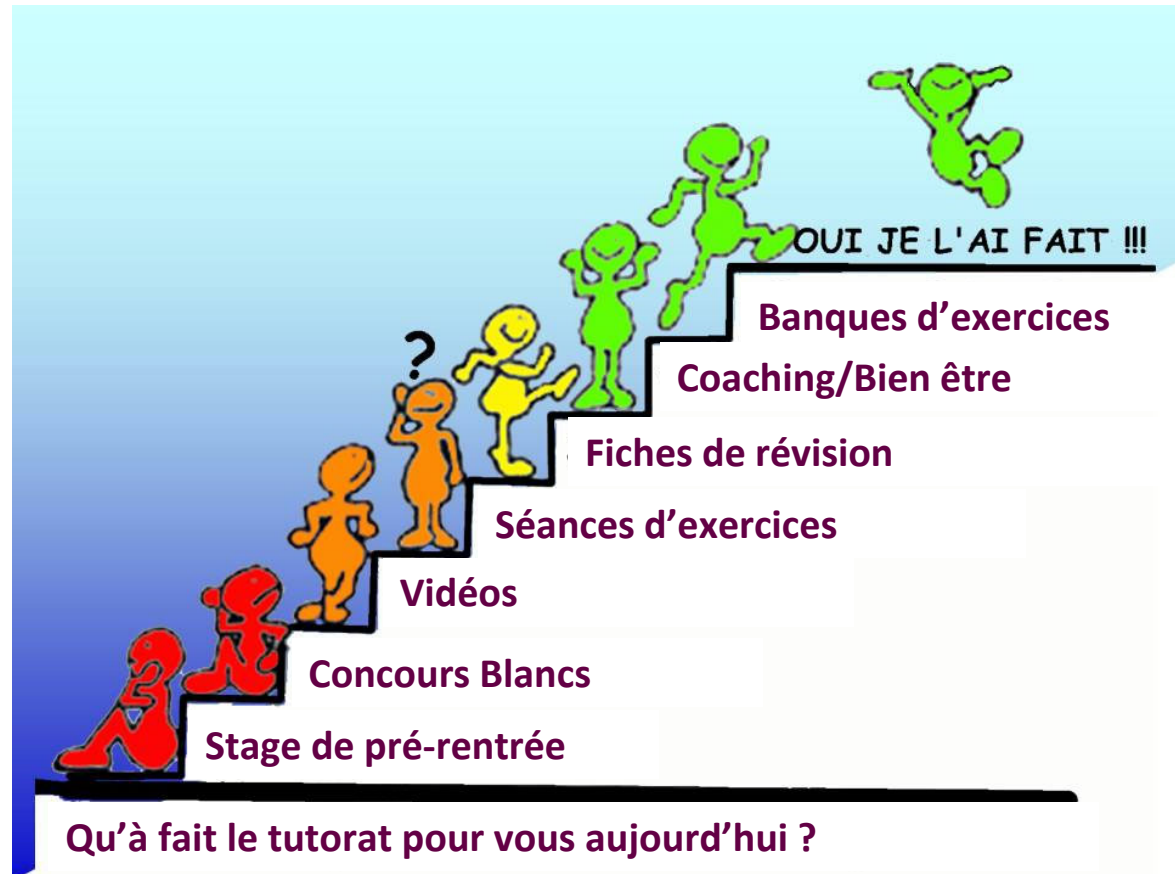 ?
OUI JE L'AI FAIT !!!
Banques d’exercices
Coaching/Bien être
Fiches de révision
Séances d’exercices
Vidéos
Concours Blancs
Stage de pré-rentrée
Qu’à fait le tutorat pour vous aujourd’hui ?